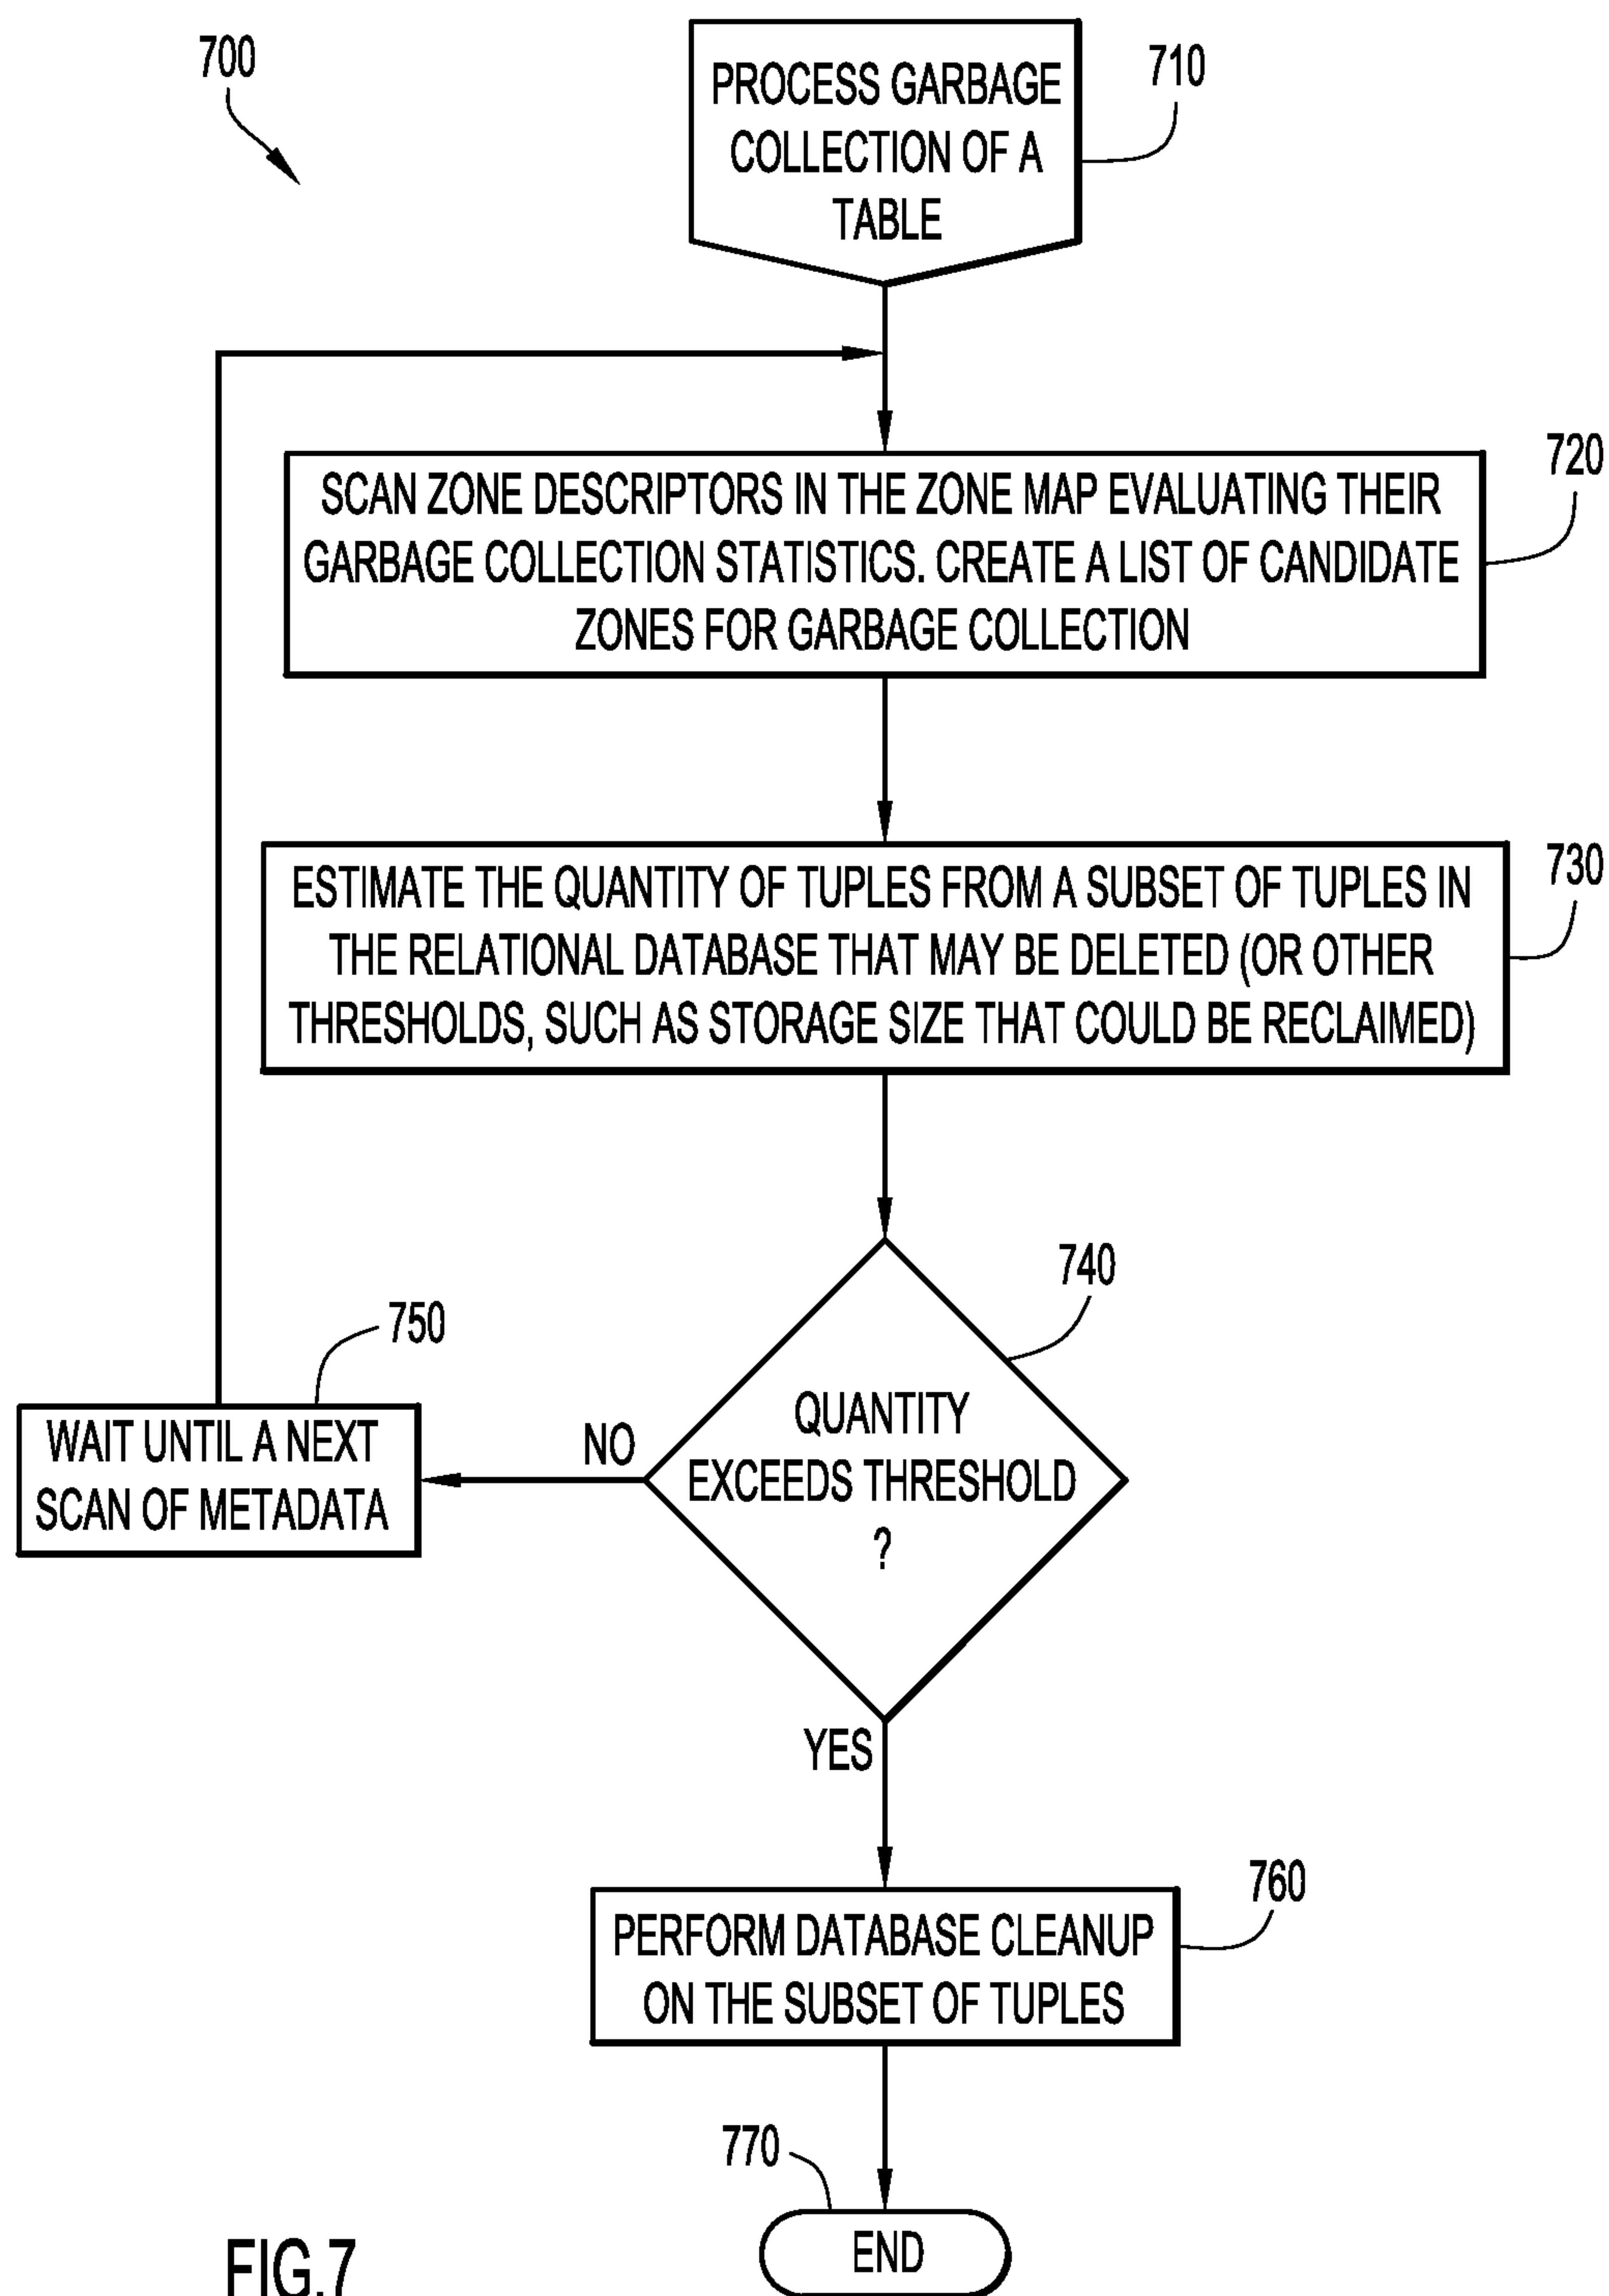 700
PROCESS GARBAGE
COLLECTION OF A
TABLE
710
SCAN ZONE DESCRIPTORS IN THE ZONE MAP EVALUATING THEIR
GARBAGE COLLECTION STATISTICS. CREATE A LIST OF CANDIDATE
ZONES FOR GARBAGE COLLECTION
720
ESTIMATE THE QUANTITY OF TUPLES FROM A SUBSET OF TUPLES IN
THE RELATIONAL DATABASE THAT MAY BE DELETED (OR OTHER
THRESHOLDS, SUCH AS STORAGE SIZE THAT COULD BE RECLAIMED)
730
740
QUANTITY
EXCEEDS THRESHOLD
?
NO
750
WAIT UNTIL A NEXT
SCAN OF METADATA
YES
760
PERFORM DATABASE CLEANUP
ON THE SUBSET OF TUPLES
770
END
FIG.7